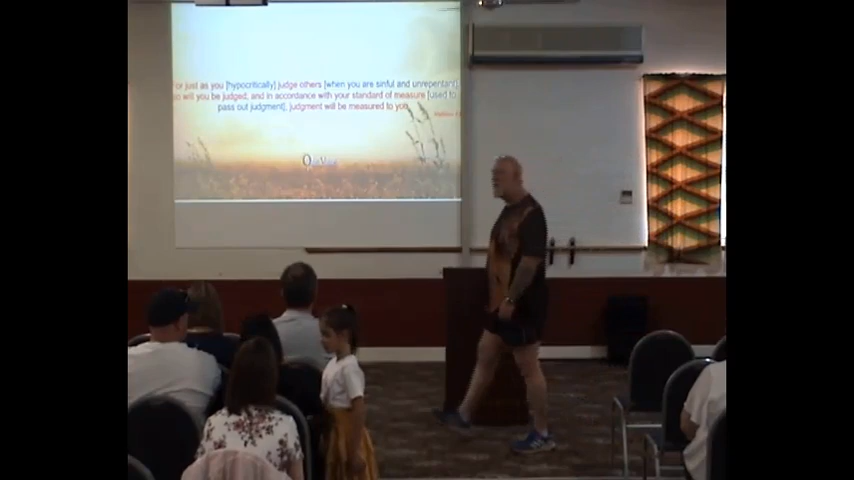 For just as you [hypocritically] judge others [when you are sinful and unrepentant],
so will you be judged; and in accordance with your standard of measure [used to
pass out judgment], judgment will be measured to you.